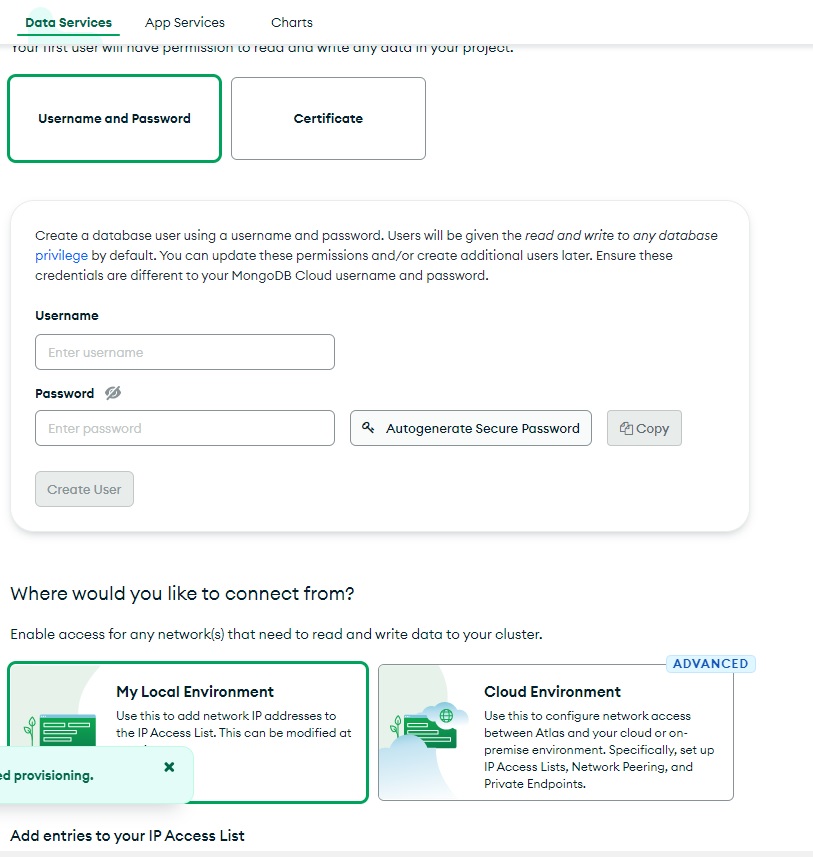 Data Services App Services Charts
Your first user will have permission to read and write any data in your project.
Username and Password Certificate
Create a database user using a username and password. Users will be given the read and write to any database
privilege by default. You can update these permissions and/or create additional users later. Ensure these
credentials are different to your MongoDB Cloud username and password.
Username
Enter username
Password
Enter password Autogenerate Secure Password Copy
Create User
Where would you like to connect from?
Enable access for any network(s) that need to read and write data to your cluster.
ADVANCED
My Local Environment
Use this to add network IP addresses to
the IP Access List. This can be modified at
Cloud Environment
Use this to configure network access
between Atlas and your cloud or on-
premise environment. Specifically, set up
IP Access Lists, Network Peering, and
Private Endpoints.
ed provisioning.
Add entries to your IP Access List